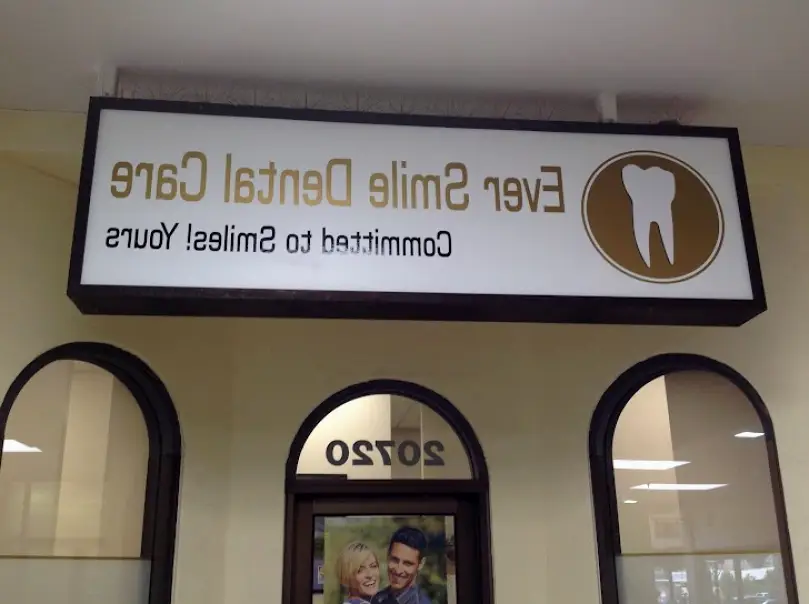 Ever Smile Dental Care
Committed to Smiles! Yours
20720